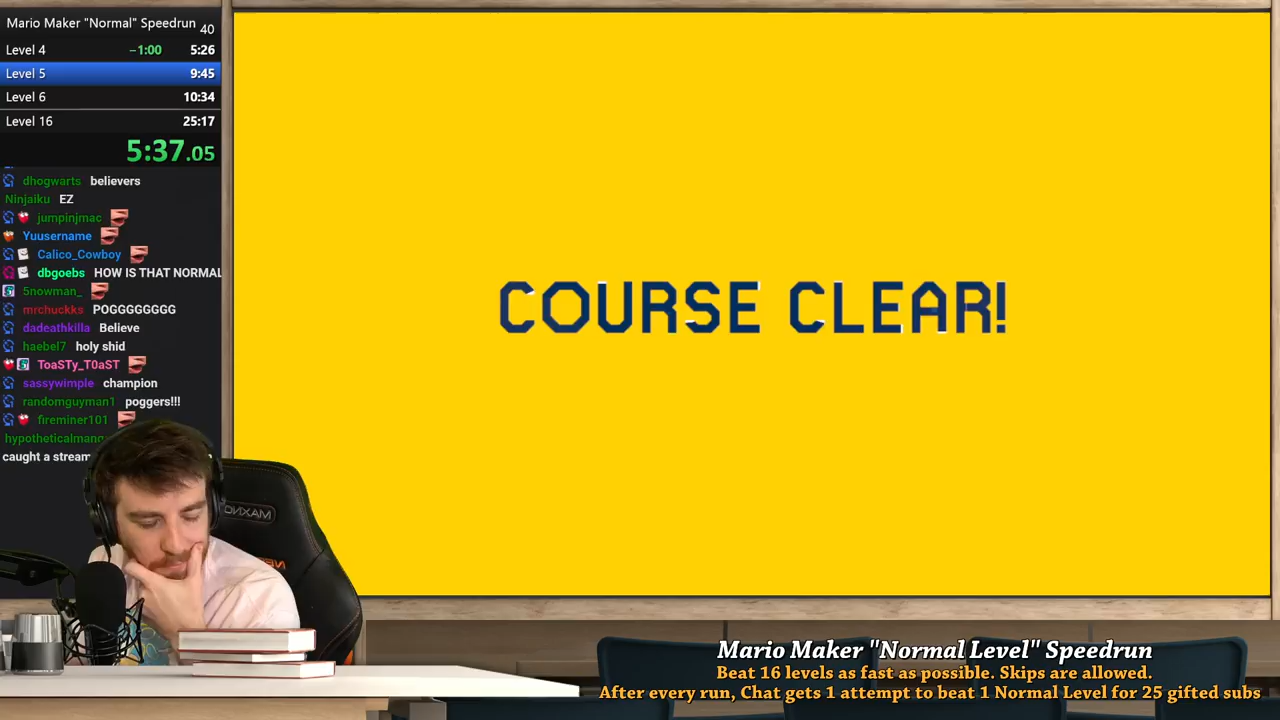 Mario Maker "Normal" Speedrun
40
Level 4 −1:00 5:26
Level 5 9:45
Level 6 10:34
Level 16 25:17
5:37.05
dhogwarts believers
Ninjaiku EZ
jumpinjmac
Yuusername
Calico_Cowboy
dbgoebs HOW IS THAT NORMAL
5nowman_
mrchuckks POGGGGGGGG
dadeathkilla Believe
haebel7 holy shid
ToaSTy_T0aST
sassywimple champion
randomguyman1 poggers!!!
fireminer101
caught a stream
COURSE CLEAR!
Mario Maker "Normal Level" Speedrun
Beat 16 levels as fast as possible. Skips are allowed.
After every run, Chat gets 1 attempt to beat 1 Normal Level for 25 gifted subs